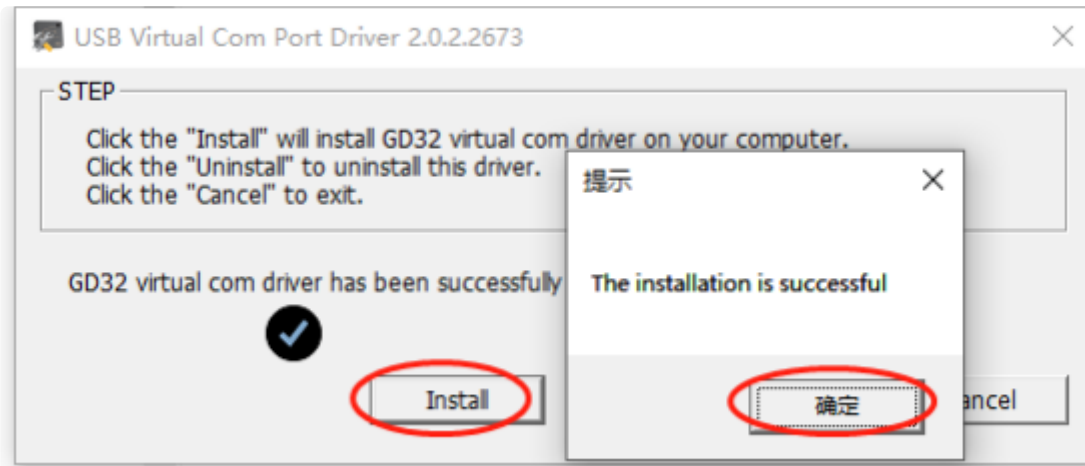 USB Virtual Com Port Driver 2.0.2.2673
STEP
Click the "Install" will install GD32 virtual com driver on your computer.
Click the "Uninstall" to uninstall this driver.
Click the "Cancel" to exit.
提示
GD32 virtual com driver has been successfully
The installation is successful
Install
确定
ancel